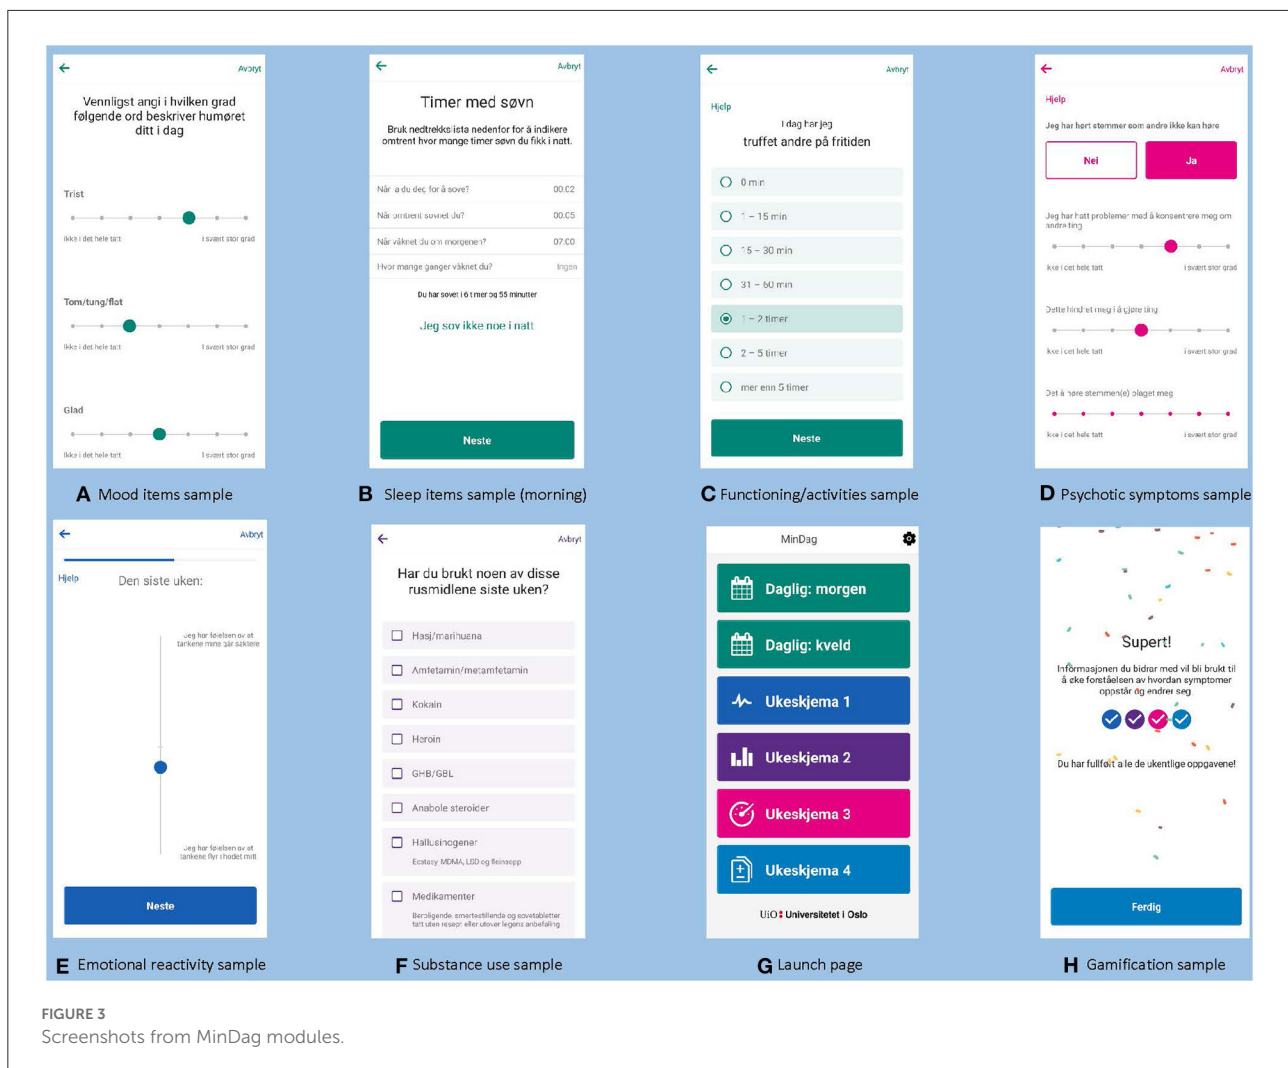 Avbryt
Vennligst angi i hvilken grad
følgende ord beskriver humøret
ditt i dag
Trist
Ikke i det hele tatt I svært stor grad
Tom/tung/flat
Ikke i det hele tatt I svært stor grad
Glad
Ikke i det hele tatt I svært stor grad
A Mood items sample
Avbryt
Timer med søvn
Bruk nedtrekkslista nedenfor for å indikere
omtrent hvor mange timer søvn du fikk i natt.
Når la du deg for å sove? 00.02
Når omtrent sovnet du? 00.05
Når våknet du om morgenen? 07.00
Hvor mange ganger våknet du? Ingen
Du har sovet i 6 timer og 55 minutter
Jeg sov ikke noe i natt
Neste
B Sleep items sample (morning)
Avbryt
Hjelp
I dag har jeg
truffet andre på fritiden
0 min
1 – 15 min
15 – 30 min
31 – 60 min
1 – 2 timer
2 – 5 timer
mer enn 5 timer
Neste
C Functioning/activities sample
Avbryt
Hjelp
Jeg har hørt stemmer som andre ikke kan høre
Nei Ja
Jeg har hatt problemer med å konsentrere meg om
andre ting
Ikke i det hele tatt I svært stor grad
Dette hindret meg i å gjøre ting
Ikke i det hele tatt I svært stor grad
Det å høre stemmen(e) plaget meg
Ikke i det hele tatt I svært stor grad
D Psychotic symptoms sample
Avbryt
Hjelp Den siste uken:
Jeg har følelsen av at
tankene mine går saktere
Jeg har følelsen av at
tankene flyr i hodet mitt
Neste
E Emotional reactivity sample
Avbryt
Har du brukt noen av disse
rusmidlene siste uken?
Hasj/marihuana
Amfetamin/metamfetamin
Kokain
Heroin
GHB/GBL
Anabole steroider
Hallusinogener
Ecstasy, MDMA, LSD og fleinsopp
Medikamenter
Beroligende, smertestillende og sovetabletter
tatt uten resept eller utover legens anbefaling
F Substance use sample
MinDag
Daglig: morgen
Daglig: kveld
Ukeskjema 1
Ukeskjema 2
Ukeskjema 3
Ukeskjema 4
UiO Universitetet i Oslo
G Launch page
Supert!
Informasjonen du bidrar med vil bli brukt til
å øke forståelsen av hvordan symptomer
oppstår og endrer seg
Du har fullført alle de ukentlige oppgavene!
Ferdig
H Gamification sample
FIGURE 3
Screenshots from MinDag modules.